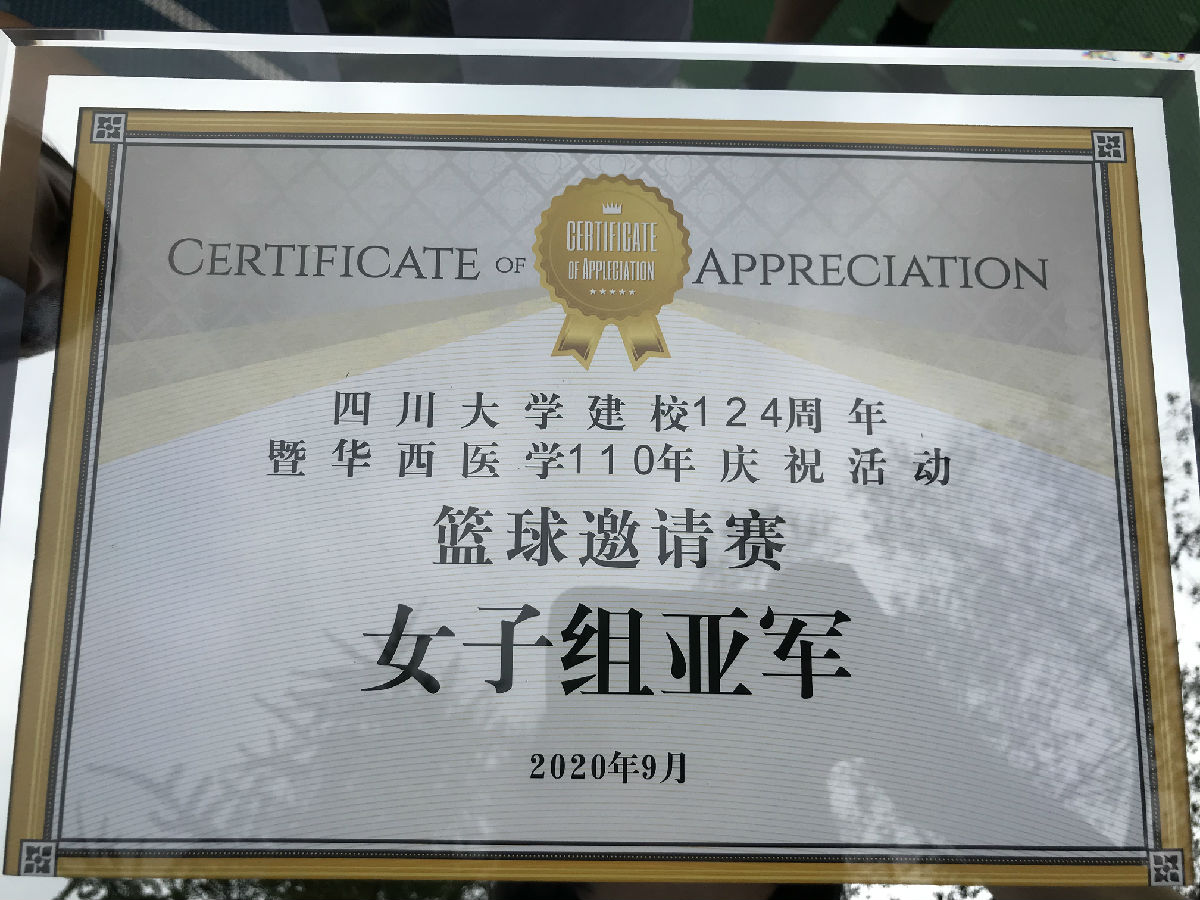 CERTIFICATE OF APPRECIATION
CERTIFICATE
OF APPLECIATION
四川大学建校124周年
暨华西医学110年庆祝活动
篮球邀请赛
女子组亚军
2020年9月